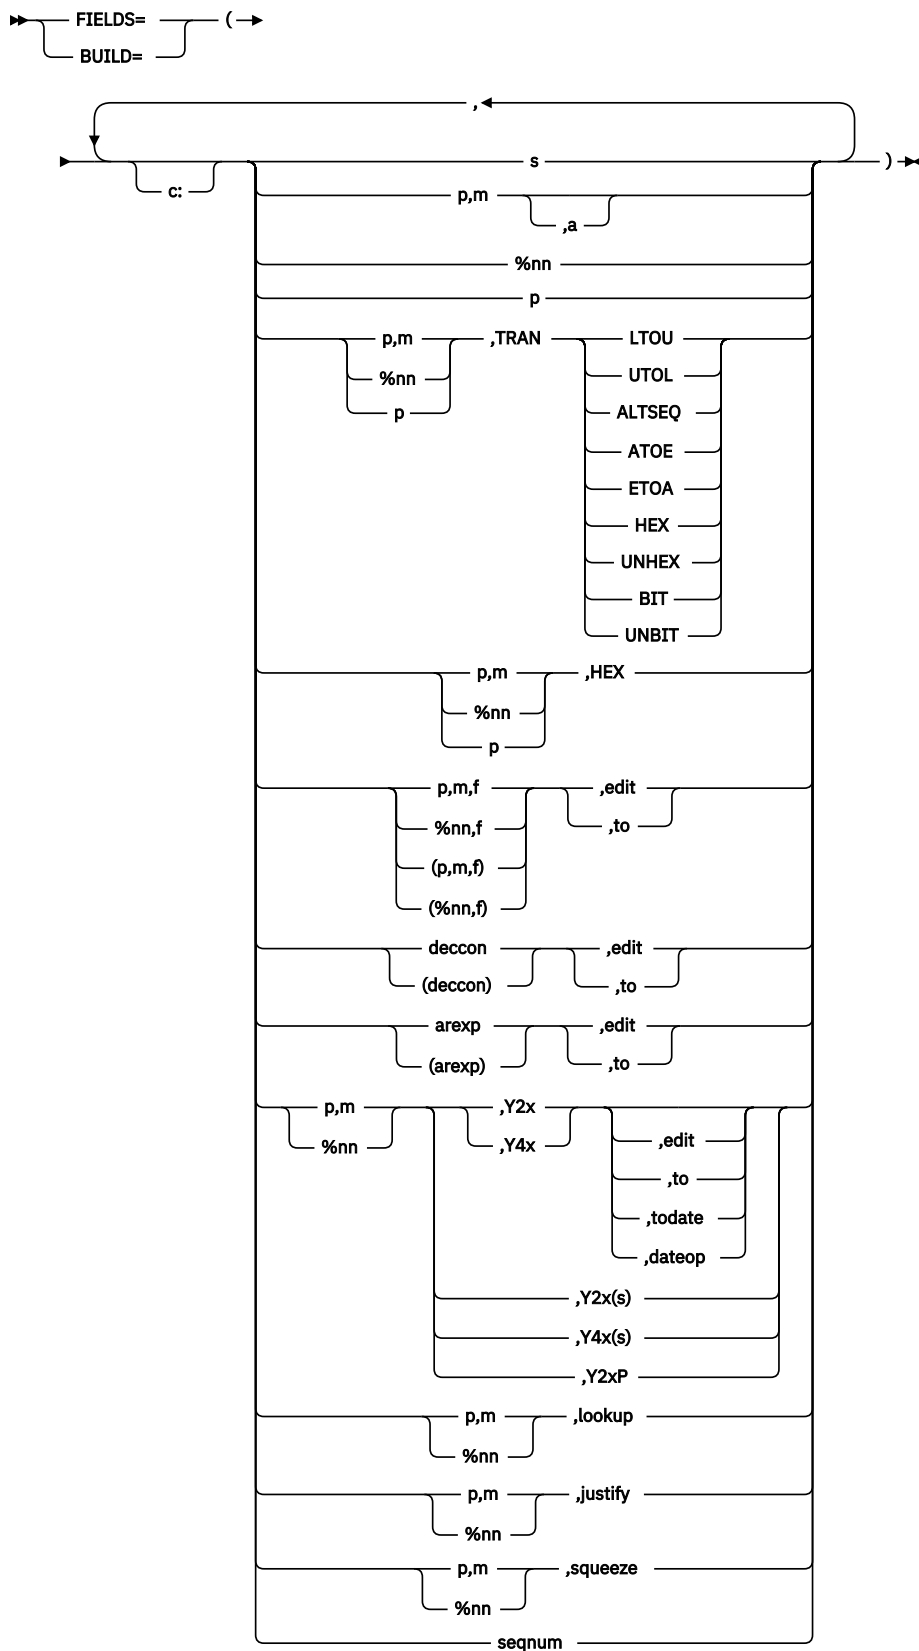 FIELDS= (
BUILD=
,
s )
c:
p,m
,a
%nn
p
p,m ,TRAN LTOU
UTOL
%nn
ALTSEQ
p
ATOE
ETOA
HEX
UNHEX
BIT
UNBIT
p,m ,HEX
%nn
p
p,m,f ,edit
%nn,f ,to
(p,m,f)
(%nn,f)
deccon ,edit
(deccon) ,to
arexp ,edit
(arexp) ,to
p,m ,Y2x
%nn ,Y4x ,edit
,to
,todate
,dateop
,Y2x(s)
,Y4x(s)
,Y2xP
p,m ,lookup
%nn
p,m ,justify
%nn
p,m ,squeeze
%nn
seqnum